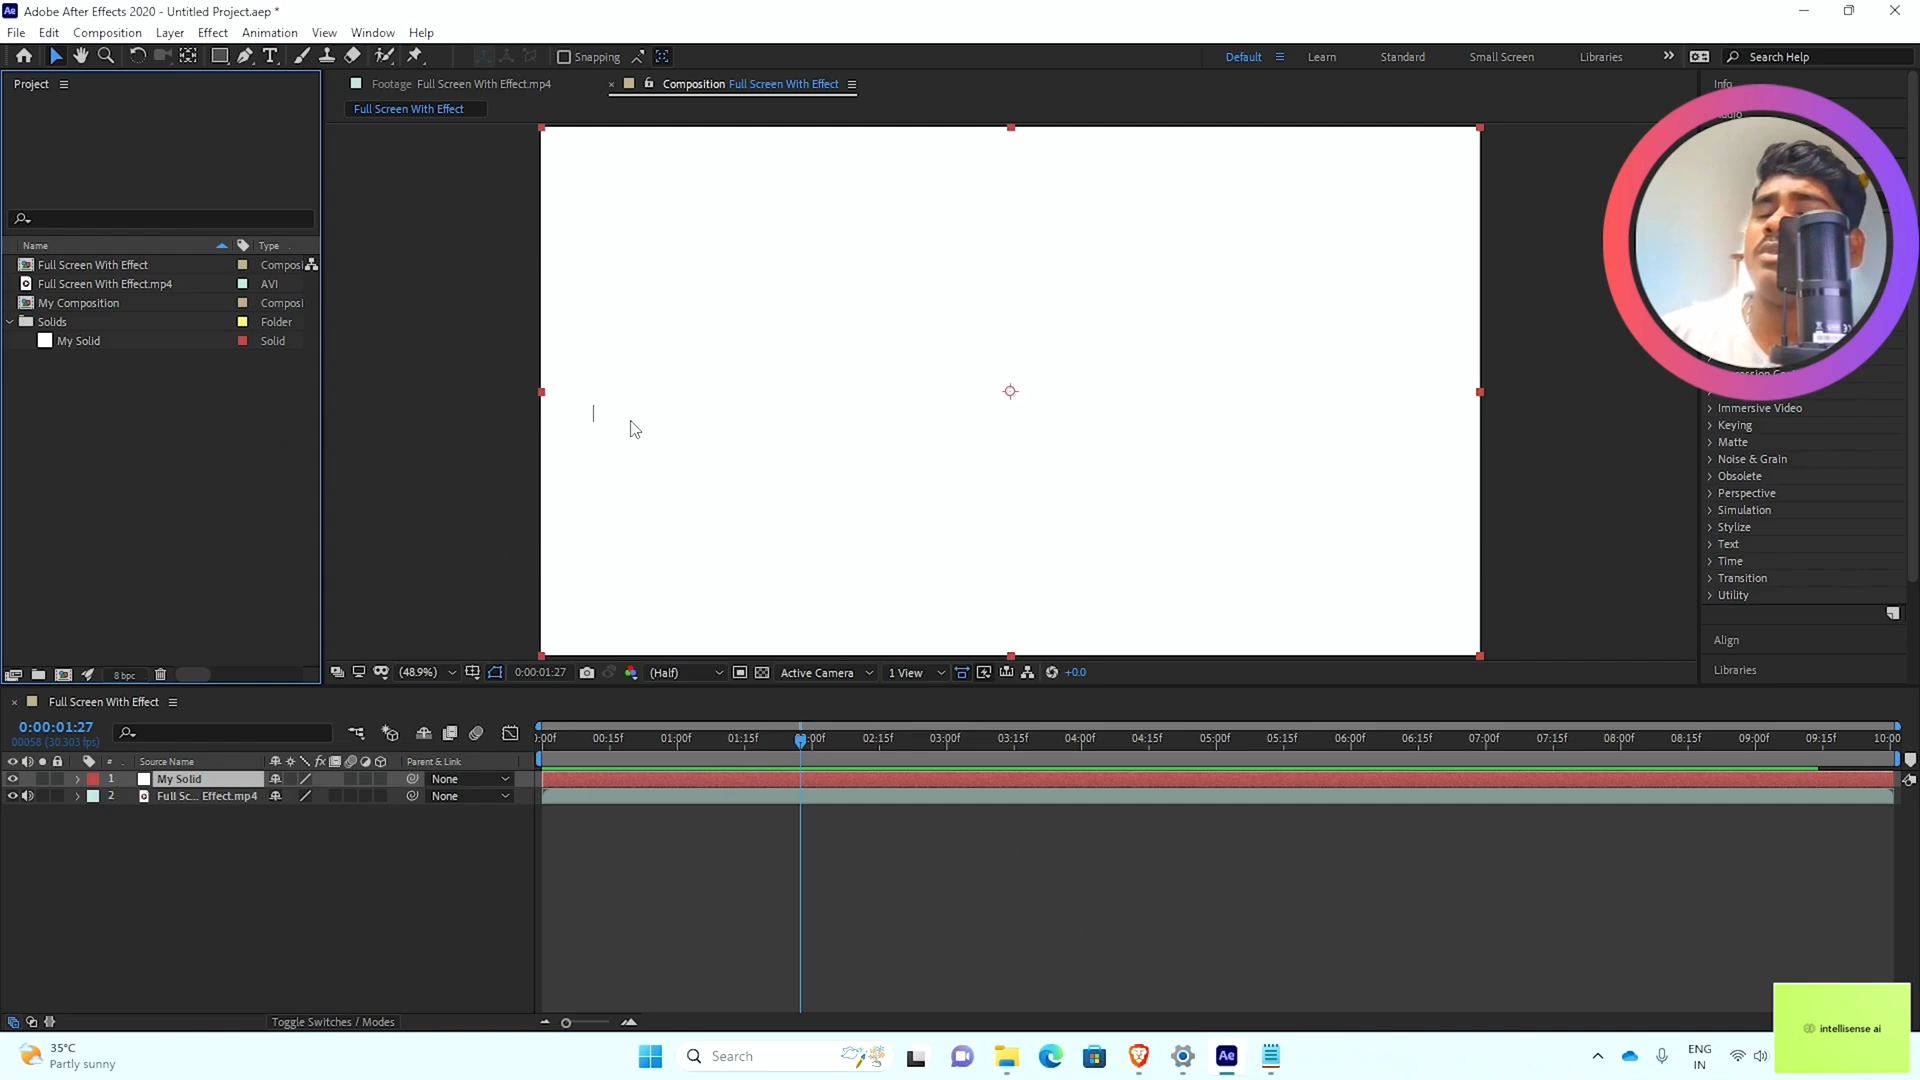 Adobe After Effects 2020 - Untitled Project.aep *
File Edit Composition Layer Effect Animation View Window Help
Snapping
Default Learn Standard Small Screen Libraries Search Help
Project
Footage Full Screen With Effect.mp4
Composition Full Screen With Effect
Full Screen With Effect
Info
Name Type
Full Screen With Effect Composi
Full Screen With Effect.mp4 AVI
My Composition Composi
Solids Folder
My Solid Solid
Immersive Video
Keying
Matte
Noise & Grain
Obsolete
Perspective
Simulation
Stylize
Text
Time
Transition
Utility
Align
Libraries
8 bpc
(48.9%) 0:00:01:27 (Half) Active Camera 1 View +0.0
Full Screen With Effect
0:00:01:27
00058 (30.303 fps)
00:15f 01:00f 01:15f 02:15f 03:00f 03:15f 04:00f 04:15f 05:00f 05:15f 06:00f 06:15f 07:00f 07:15f 08:00f 08:15f 09:00f 09:15f 10:00
# Source Name fx Parent & Link
1 My Solid None
2 Full Sc... Effect.mp4 None
Toggle Switches / Modes
intellisense ai
35°C
Partly sunny
Search
Ae
ENG
IN